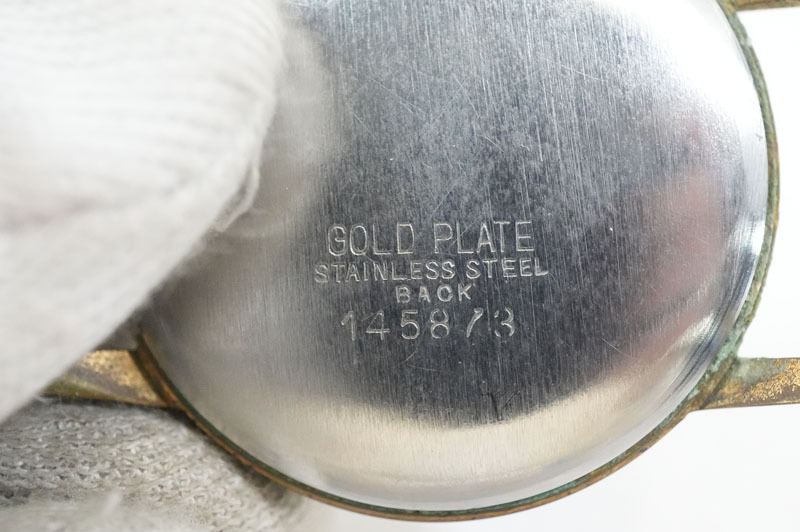 GOLD PLATE
STAINLESS STEEL
BACK
145873